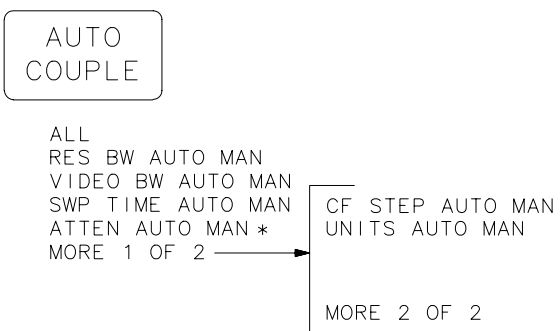 AUTO
COUPLE
ALL
RES BW AUTO MAN
VIDEO BW AUTO MAN
SWP TIME AUTO MAN
ATTEN AUTO MAN *
MORE 1 OF 2
CF STEP AUTO MAN
UNITS AUTO MAN
MORE 2 OF 2